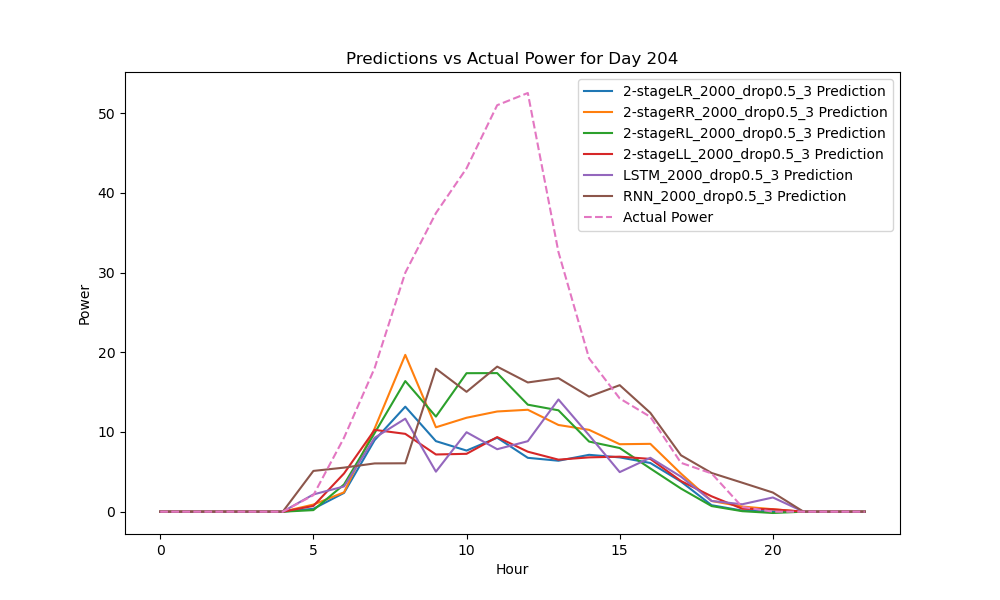 Predictions vs Actual Power for Day 204
2-stageLR_2000_drop0.5_3 Prediction
2-stageRR_2000_drop0.5_3 Prediction
2-stageRL_2000_drop0.5_3 Prediction
2-stageLL_2000_drop0.5_3 Prediction
LSTM_2000_drop0.5_3 Prediction
RNN_2000_drop0.5_3 Prediction
Actual Power
Power
50
40
30
20
10
0
0 5 10 15 20
Hour